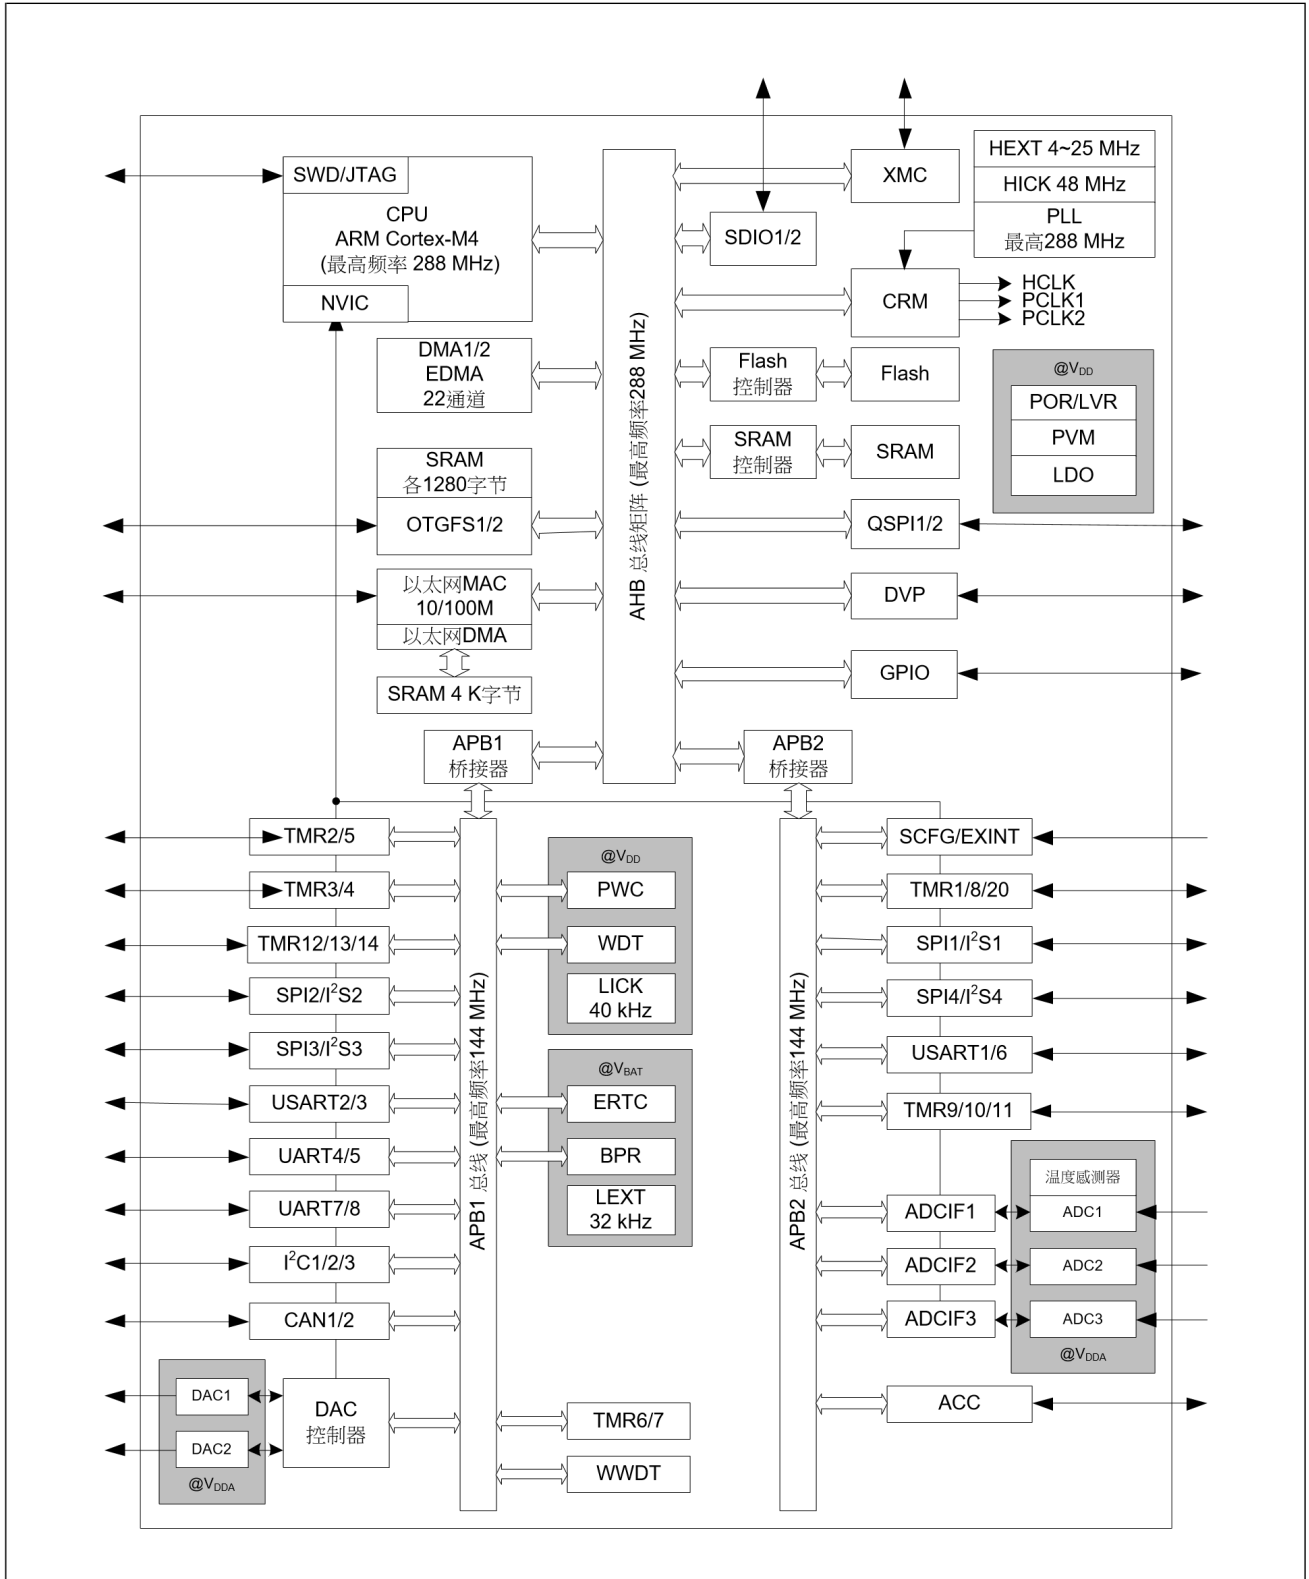 SWD/JTAG
CPU
ARM Cortex-M4
(最高频率 288 MHz)
NVIC
DMA1/2
EDMA
22通道
SRAM
各1280字节
OTGFS1/2
以太网MAC
10/100M
以太网DMA
SRAM 4 K字节
APB1
桥接器
AHB 总线矩阵 (最高频率288 MHz)
XMC
SDIO1/2
HEXT 4~25 MHz
HICK 48 MHz
PLL
最高288 MHz
CRM
HCLK
PCLK1
PCLK2
Flash
控制器
Flash
SRAM
控制器
SRAM
@VDD
POR/LVR
PVM
LDO
QSPI1/2
DVP
GPIO
APB2
桥接器
TMR2/5
TMR3/4
TMR12/13/14
SPI2/I²S2
SPI3/I²S3
USART2/3
UART4/5
UART7/8
I²C1/2/3
CAN1/2
DAC1
DAC2
@VDDA
DAC
控制器
APB1 总线 (最高频率144 MHz)
@VDD
PWC
WDT
LICK
40 kHz
@VBAT
ERTC
BPR
LEXT
32 kHz
TMR6/7
WWDT
APB2 总线 (最高频率144 MHz)
SCFG/EXINT
TMR1/8/20
SPI1/I²S1
SPI4/I²S4
USART1/6
TMR9/10/11
ADCIF1
ADCIF2
ADCIF3
温度感测器
ADC1
ADC2
ADC3
@VDDA
ACC